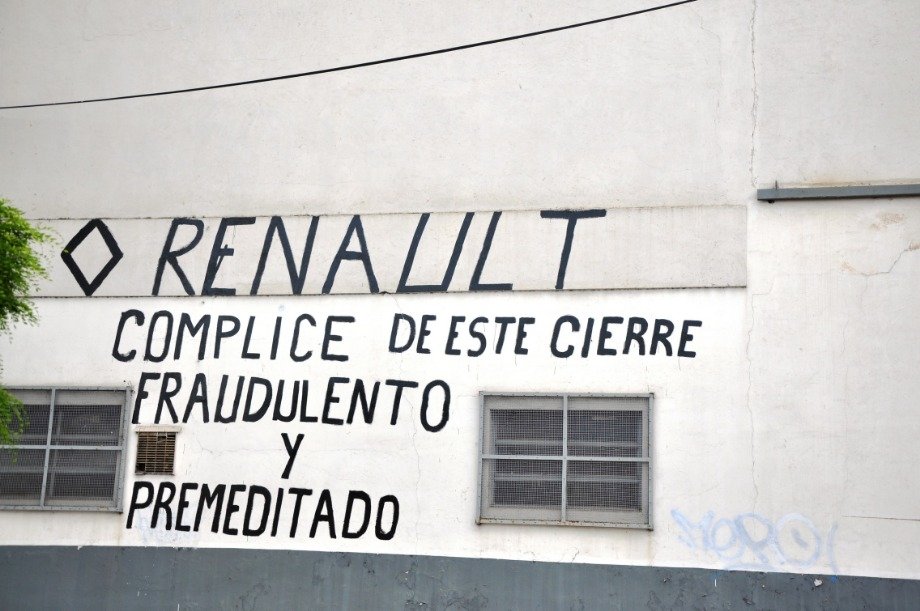 RENAULT
COMPLICE DE ESTE CIERRE
FRAUDULENTO
Y
PREMEDITADO